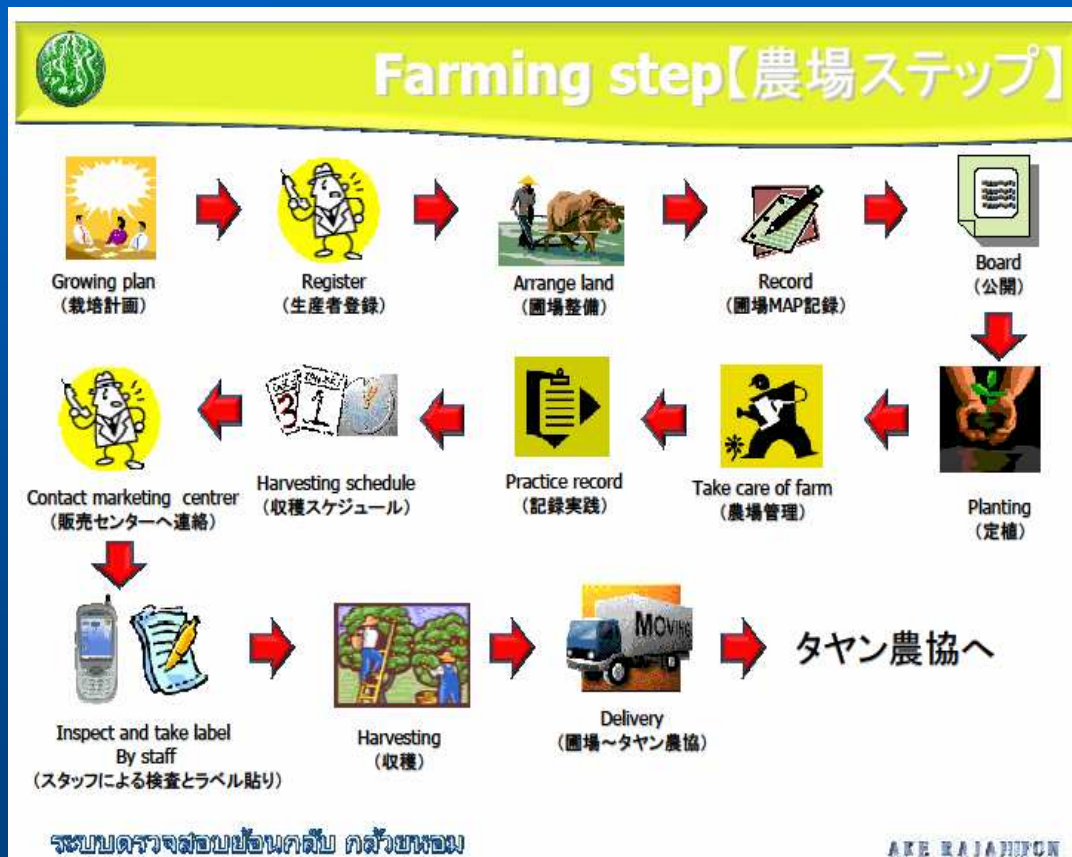 Farming step【農場ステップ】
Growing plan
（栽培計画）
Register
（生産者登録）
Arrange land
（圃場整備）
Record
（圃場MAP記録）
Board
（公開）
Contact marketing centrer
（販売センターへ連絡）
Harvesting schedule
（収穫スケジュール）
Practice record
（記録実践）
Take care of farm
（農場管理）
Planting
（定植）
Inspect and take label
By staff
（スタッフによる検査とラベル貼り）
Harvesting
（収穫）
MOVING
Delivery
（圃場～タヤン農協）
タヤン農協へ
ระบบตรวจสอบย้อนกลับ กล้วยหอม